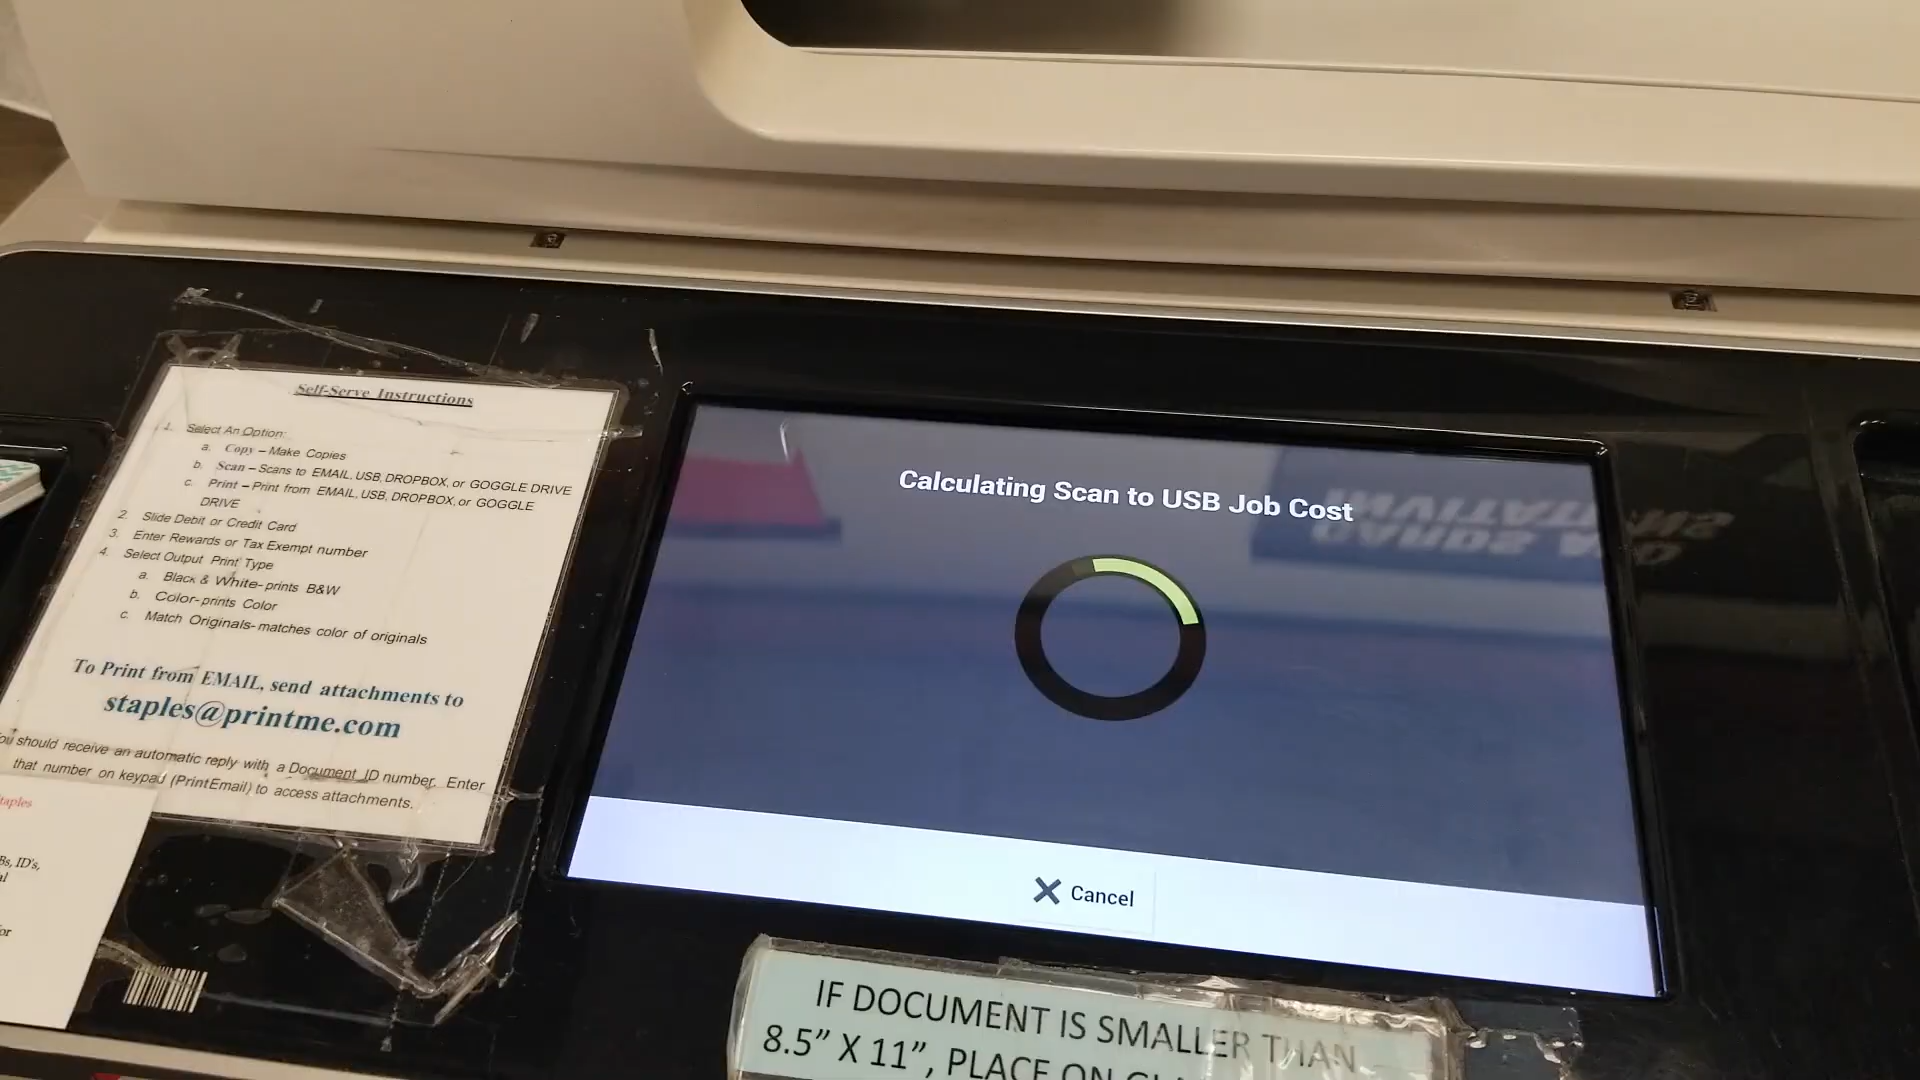 Self-Serve Instructions
1. Select An Option:
a. Copy – Make Copies
b. Scan – Scans to EMAIL, USB, DROPBOX, or GOGGLE DRIVE
c. Print – Print from EMAIL, USB, DROPBOX, or GOGGLE
DRIVE
2. Slide Debit or Credit Card
3. Enter Rewards or Tax Exempt number
4. Select Output Print Type
a. Black & White- prints B&W
b. Color- prints Color
c. Match Originals- matches color of originals
To Print from EMAIL, send attachments to
staples@printme.com
should receive an automatic reply with a Document ID number. Enter
that number on keypad (PrintEmail) to access attachments.
ID's,
Calculating Scan to USB Job Cost
CARDS AND
INVITATIONS
Cancel
IF DOCUMENT IS SMALLER THAN
8.5" X 11", PLACE ON